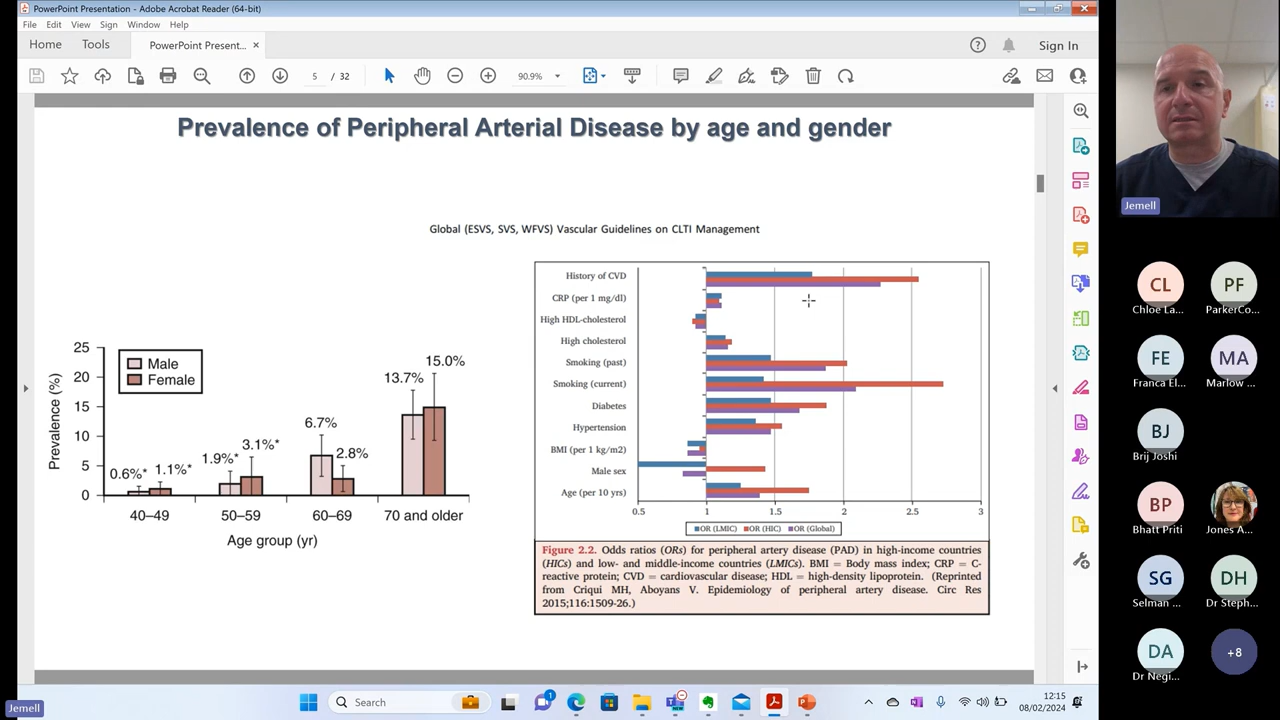 PowerPoint Presentation - Adobe Acrobat Reader (64-bit)
File Edit View Sign Window Help
Home Tools PowerPoint Present... ×
Sign In
5 / 32
90.9%
Prevalence of Peripheral Arterial Disease by age and gender
Global (ESVS, SVS, WFVS) Vascular Guidelines on CLTI Management
Prevalence (%)
25
20
15
10
5
0
Male
Female
0.6%* 1.1%*
1.9%* 3.1%*
6.7% 2.8%
13.7% 15.0%
40–49 50–59 60–69 70 and older
Age group (yr)
History of CVD
CRP (per 1 mg/dl)
High HDL-cholesterol
High cholesterol
Smoking (past)
Smoking (current)
Diabetes
Hypertension
BMI (per 1 kg/m2)
Male sex
Age (per 10 yrs)
0.5 1 1.5 2 2.5 3
OR (LMIC) OR (HIC) OR (Global)
Figure 2.2. Odds ratios (ORs) for peripheral artery disease (PAD) in high-income countries
(HICs) and low- and middle-income countries (LMICs). BMI = Body mass index; CRP = C-
reactive protein; CVD = cardiovascular disease; HDL = high-density lipoprotein. (Reprinted
from Criqui MH, Aboyans V. Epidemiology of peripheral artery disease. Circ Res
2015;116:1509-26.)
Jemell
CL PF
Chloe La... ParkerCo...
FE MA
Franca El... Marlow ...
BJ
Brij Joshi
BP
Bhatt Priti Jones A...
SG DH
Selman ... Dr Steph...
DA +8
Dr Negi...
Search
1
12:15
08/02/2024
Jemell